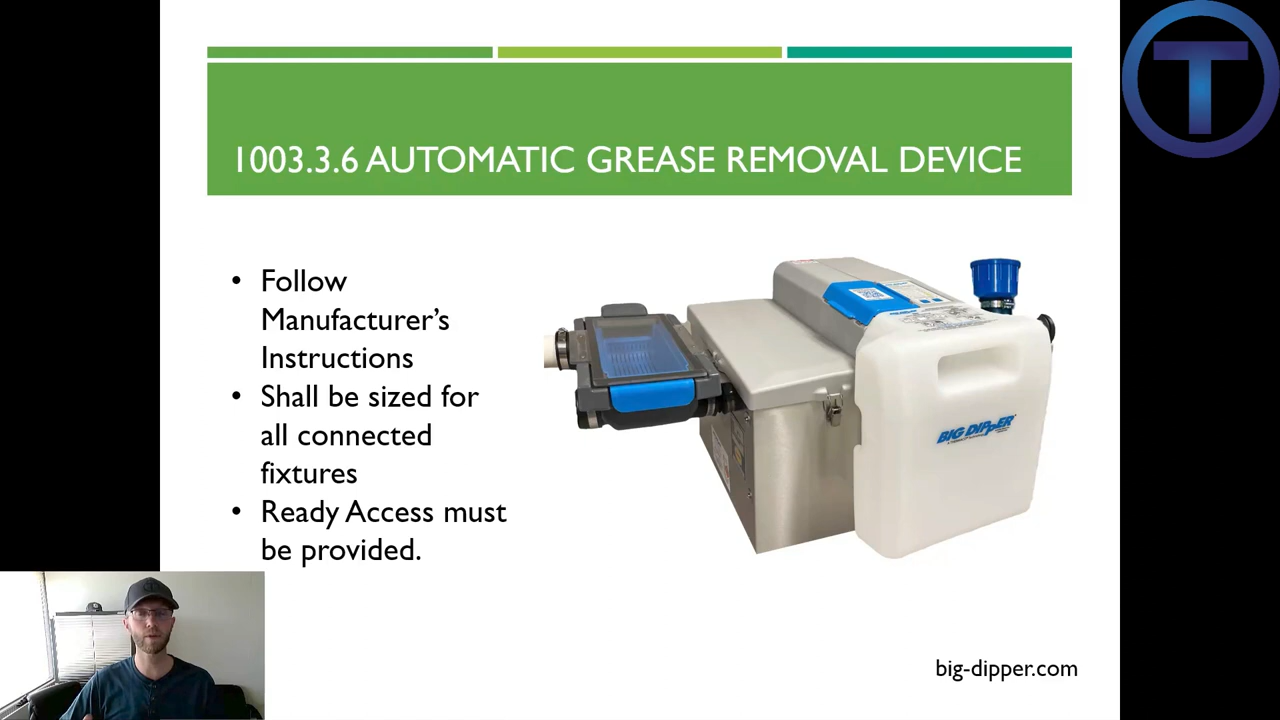 T
1003.3.6 AUTOMATIC GREASE REMOVAL DEVICE
• Follow
Manufacturer’s
Instructions
• Shall be sized for
all connected
fixtures
• Ready Access must
be provided.
BIG DIPPER
big-dipper.com